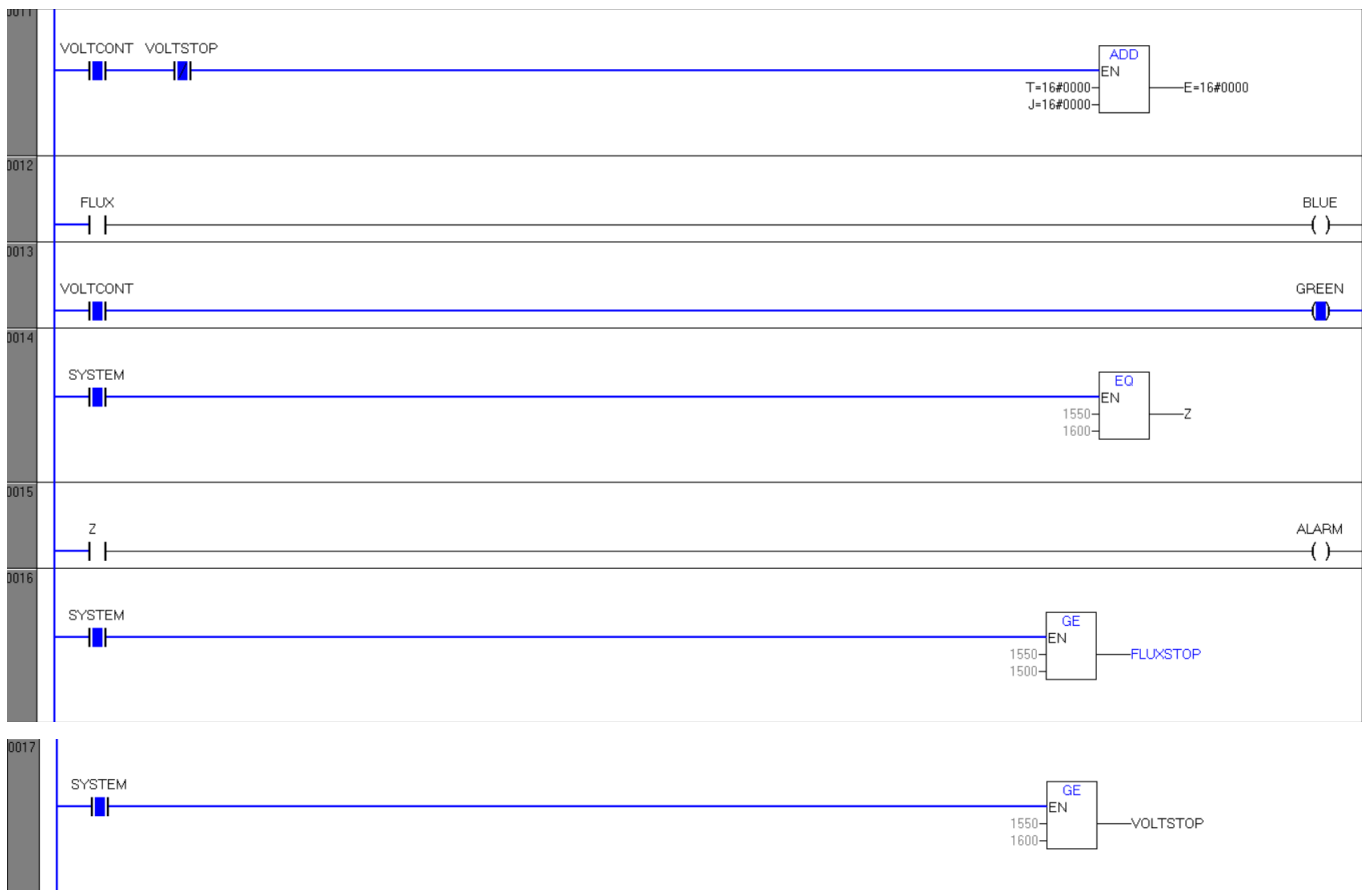 0011
VOLTCONT VOLTSTOP
ADD
EN
T=16#0000
E=16#0000
J=16#0000
0012
FLUX
BLUE
0013
VOLTCONT
GREEN
0014
SYSTEM
EQ
EN
1550
Z
1600
0015
Z
ALARM
0016
SYSTEM
GE
EN
1550
FLUXSTOP
1500
0017
SYSTEM
GE
EN
1550
VOLTSTOP
1600